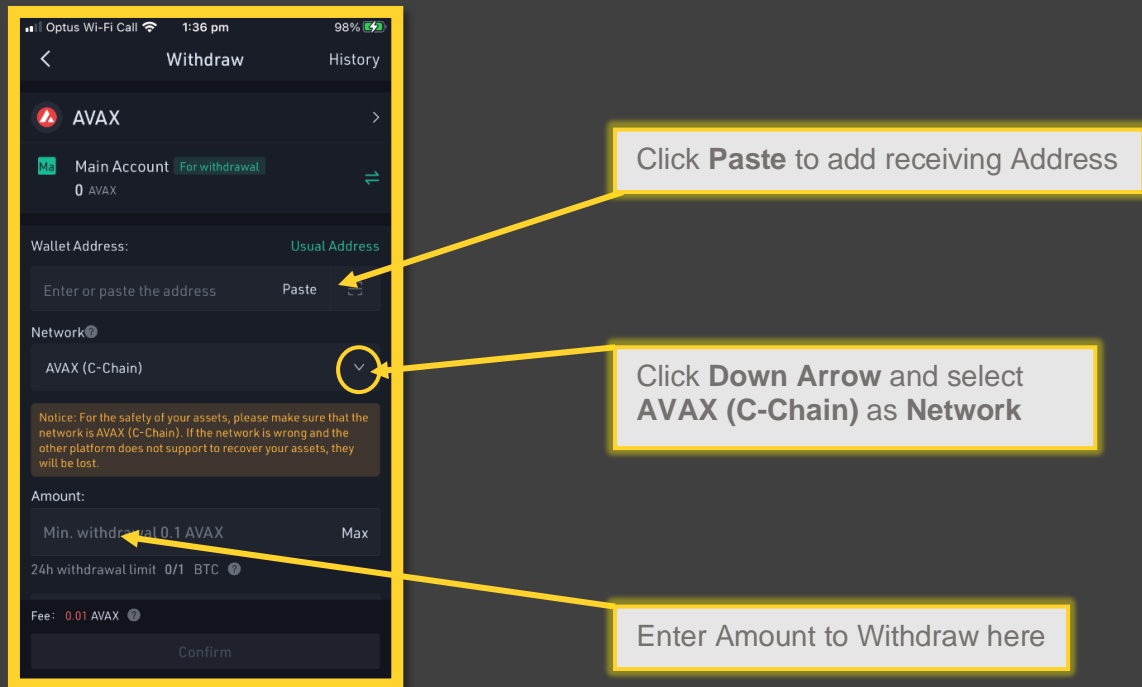 Optus Wi-Fi Call 1:36 pm 98%
Withdraw History
AVAX
Ma Main Account For withdrawal
0 AVAX
Wallet Address: Usual Address
Enter or paste the address Paste
Network
AVAX (C-Chain)
Notice: For the safety of your assets, please make sure that the
network is AVAX (C-Chain). If the network is wrong and the
other platform does not support to recover your assets, they
will be lost.
Amount:
Min. withdrawal 0.1 AVAX Max
24h withdrawal limit 0/1 BTC
Fee: 0.01 AVAX
Confirm
Click Paste to add receiving Address
Click Down Arrow and select
AVAX (C-Chain) as Network
Enter Amount to Withdraw here